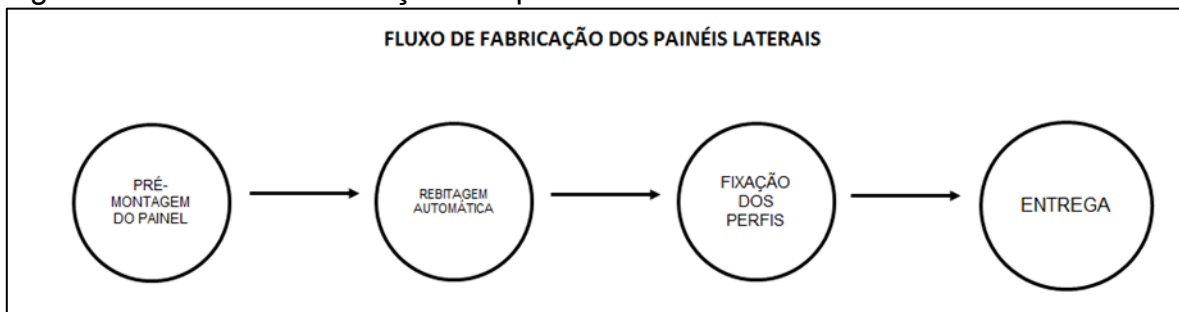 FLUXO DE FABRICAÇÃO DOS PAINÉIS LATERAIS
PRÉ-
MONTAGEM
DO PAINEL
REBITAGEM
AUTOMÁTICA
FIXAÇÃO
DOS
PERFIS
ENTREGA